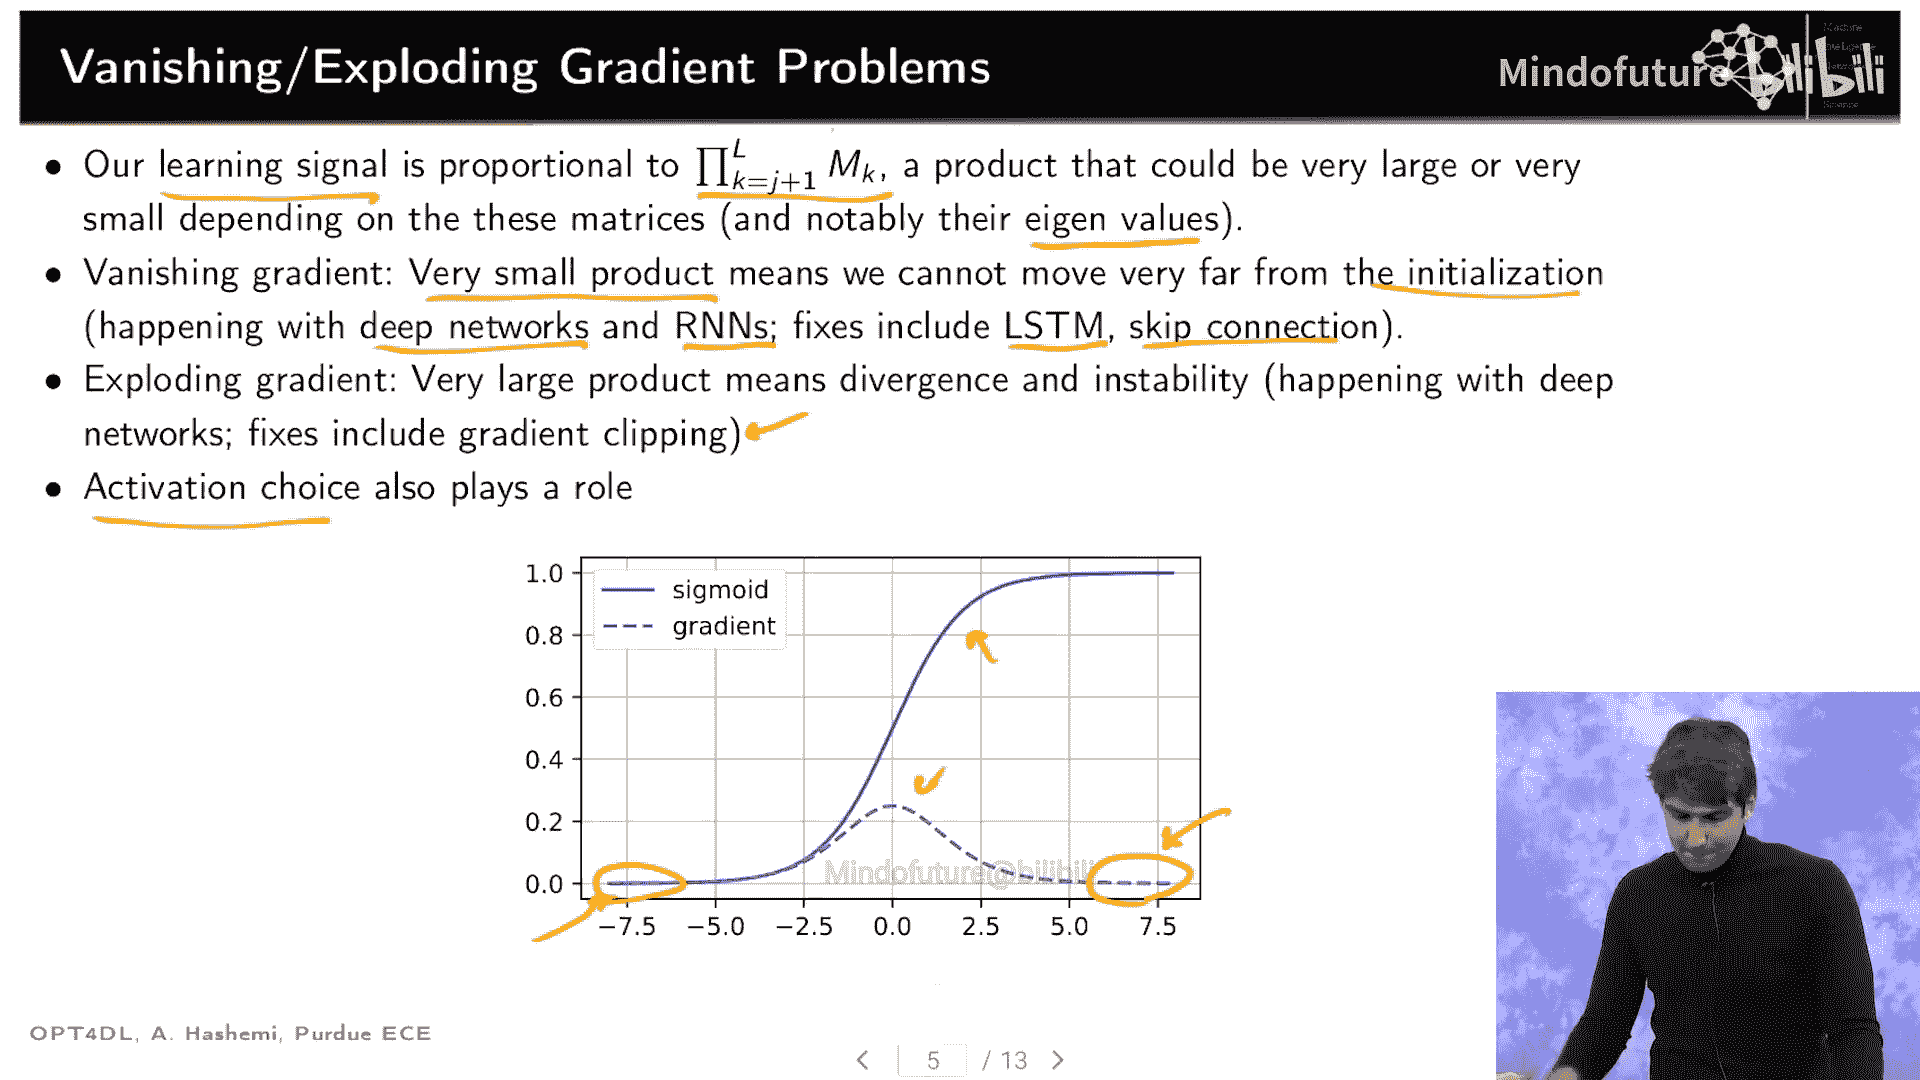 Vanishing/Exploding Gradient Problems
Mindofuture bilibili
• Our learning signal is proportional to ∏_{k=j+1}^{L} M_k, a product that could be very large or very
small depending on the these matrices (and notably their eigen values).
• Vanishing gradient: Very small product means we cannot move very far from the initialization
(happening with deep networks and RNNs; fixes include LSTM, skip connection).
• Exploding gradient: Very large product means divergence and instability (happening with deep
networks; fixes include gradient clipping)
• Activation choice also plays a role
sigmoid
gradient
1.0
0.8
0.6
0.4
0.2
0.0
−7.5 −5.0 −2.5 0.0 2.5 5.0 7.5
Mindofuture@bilibili
OPT4DL, A. Hashemi, Purdue ECE
5 / 13